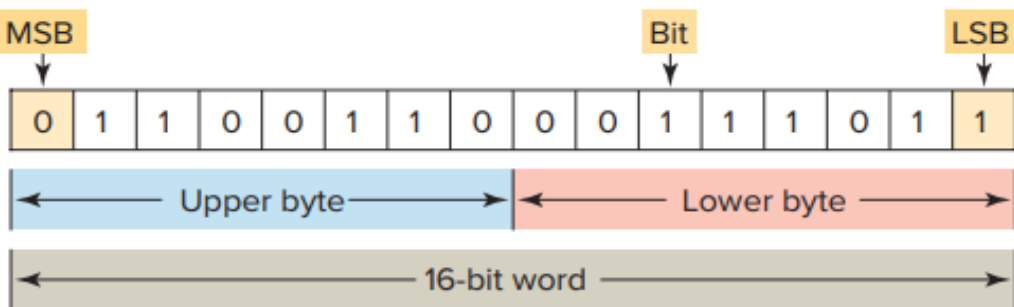 MSB Bit LSB
0 1 1 0 0 1 1 0 0 0 1 1 1 0 1 1
Upper byte Lower byte
16-bit word